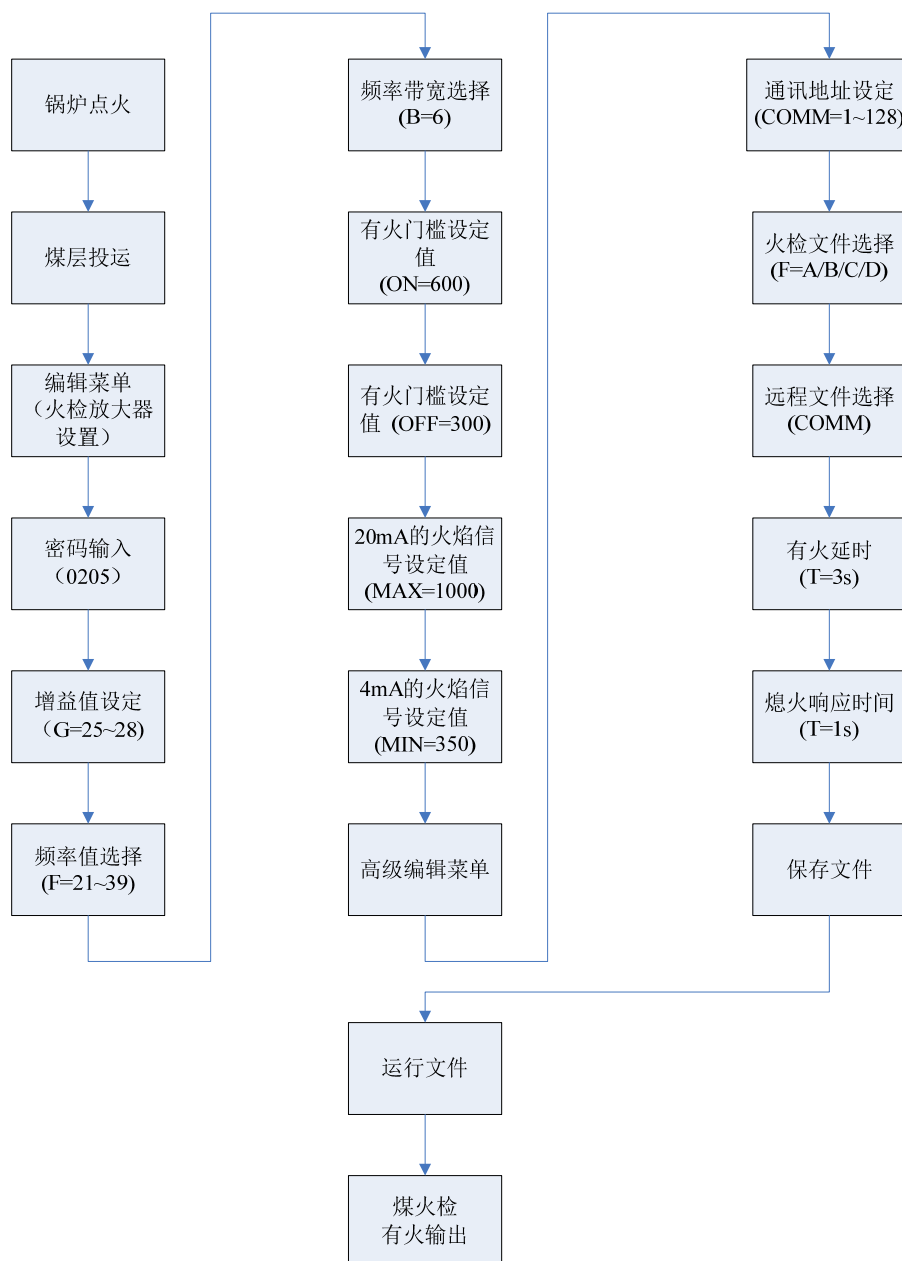 锅炉点火
煤层投运
编辑菜单
（火检放大器
设置）
密码输入
（0205）
增益值设定
（G=25~28)
频率值选择
(F=21~39)
频率带宽选择
(B=6)
有火门槛设定
值
(ON=600)
有火门槛设定
值 (OFF=300)
20mA的火焰信
号设定值
(MAX=1000)
4mA的火焰信
号设定值
(MIN=350)
高级编辑菜单
通讯地址设定
(COMM=1~128)
火检文件选择
(F=A/B/C/D)
远程文件选择
(COMM)
有火延时
(T=3s)
熄火响应时间
(T=1s)
保存文件
运行文件
煤火检
有火输出